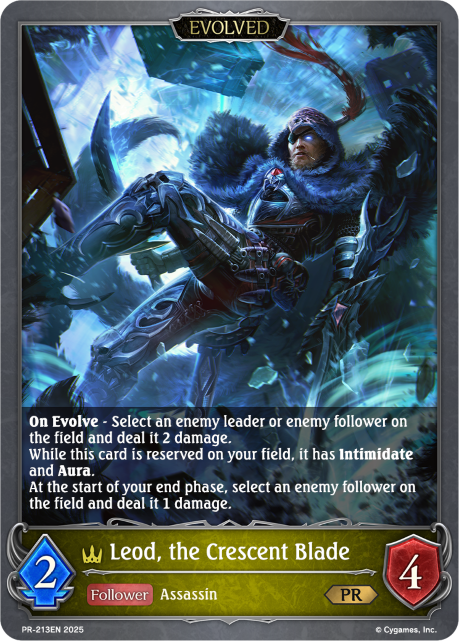 EVOLVED
On Evolve - Select an enemy leader or enemy follower on
the field and deal it 2 damage.
While this card is reserved on your field, it has Intimidate
and Aura.
At the start of your end phase, select an enemy follower on
the field and deal it 1 damage.
2
Leod, the Crescent Blade
4
Follower Assassin
PR
PR-213EN 2025
© Cygames, Inc.